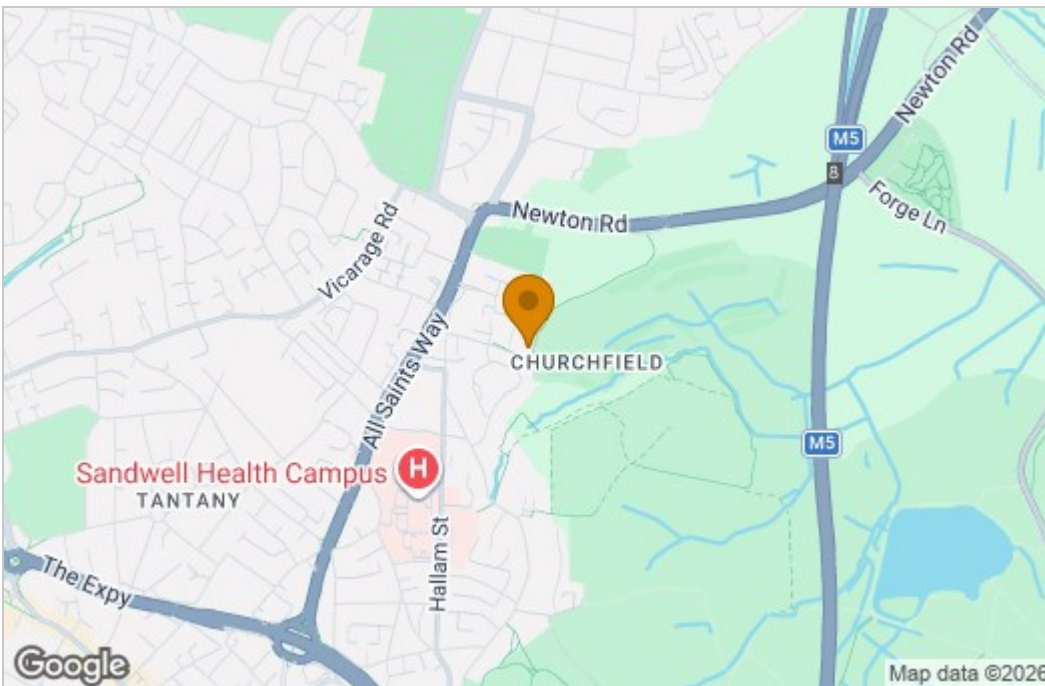 Newton Rd
M5
8
Forge Ln
Newton Rd
Vicarage Rd
All Saints Way
CHURCHFIELD
M5
Sandwell Health Campus
H
TANTANY
Hallam St
The Expy
Google
Map data ©2026